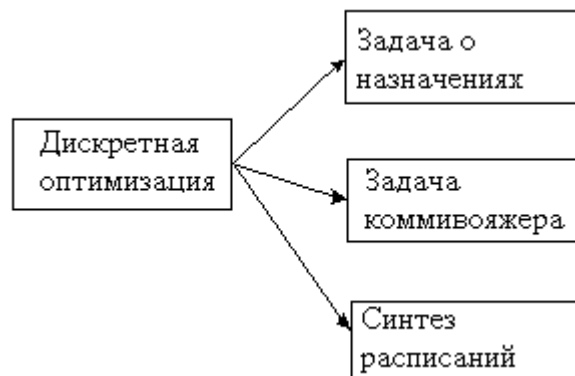 Задача о
назначениях
Дискретная
оптимизация
Задача
коммивояжера
Синтез
расписаний